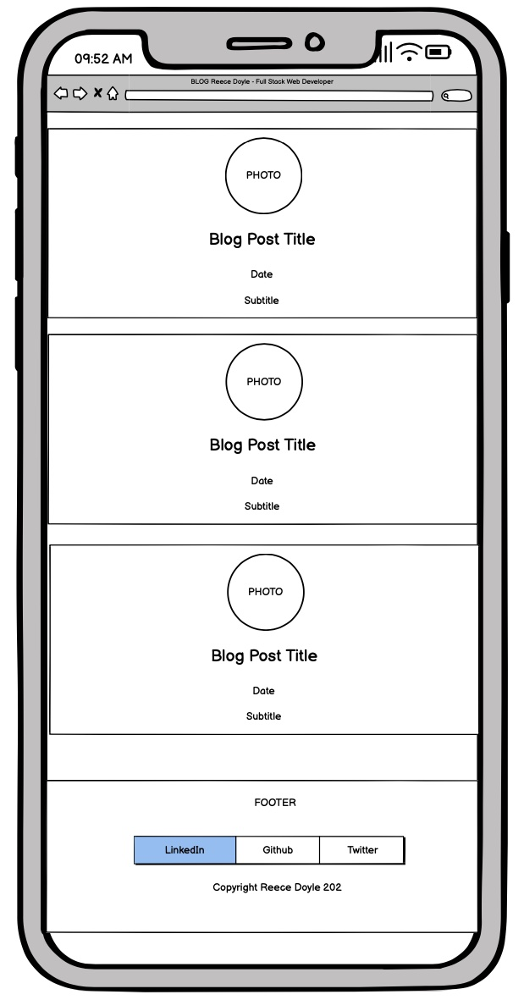 09:52 AM
BLOG Reece Doyle - Full Stack Web Developer
PHOTO
Blog Post Title
Date
Subtitle
PHOTO
Blog Post Title
Date
Subtitle
PHOTO
Blog Post Title
Date
Subtitle
FOOTER
LinkedIn Github Twitter
Copyright Reece Doyle 202